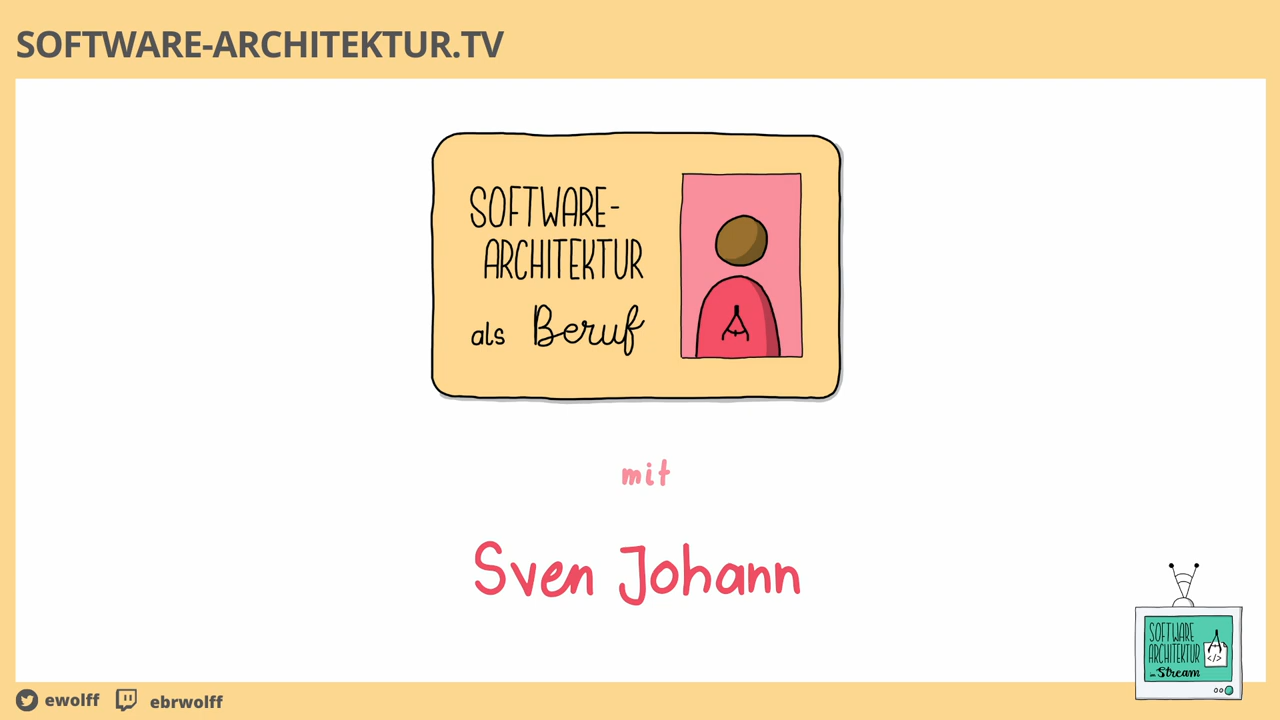 SOFTWARE-ARCHITEKTUR.TV
SOFTWARE-
ARCHITEKTUR
als Beruf
mit
Sven Johann
SOFTWARE
ARCHITEKTUR
im Stream
</>
ewolff ebrwolff